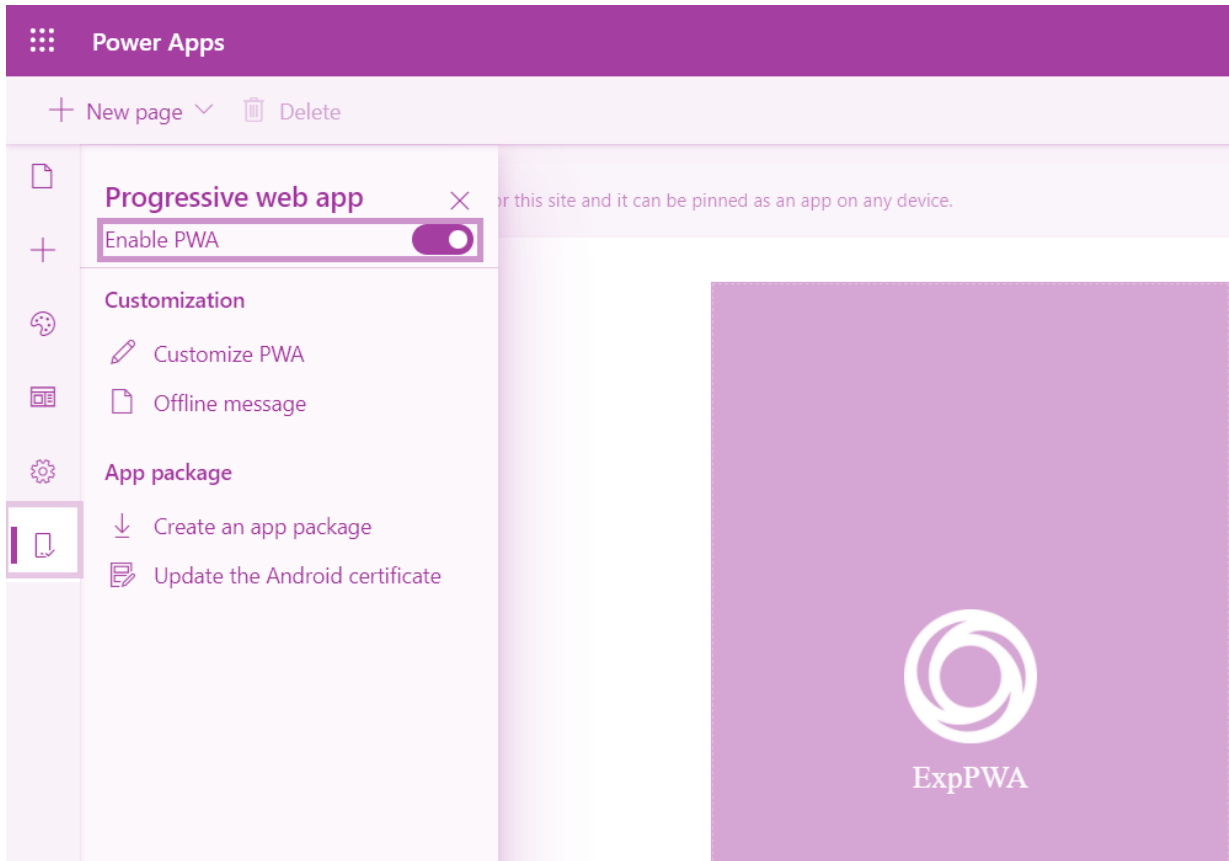 Power Apps
New page Delete
Progressive web app
Enable PWA
or this site and it can be pinned as an app on any device.
Customization
Customize PWA
Offline message
App package
Create an app package
Update the Android certificate
ExpPWA